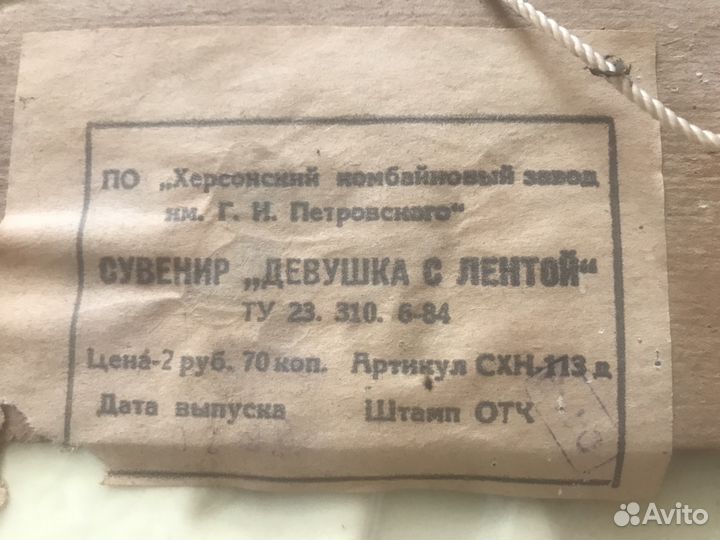 ПО „Херсонский комбайновый завод
им. Г. И. Петровского“
СУВЕНИР „ДЕВУШКА С ЛЕНТОЙ“
ТУ 23. 310. 6-84
Цена-2 руб. 70 коп. Артикул СХН-113 д
Дата выпуска Штамп ОТК
Avito